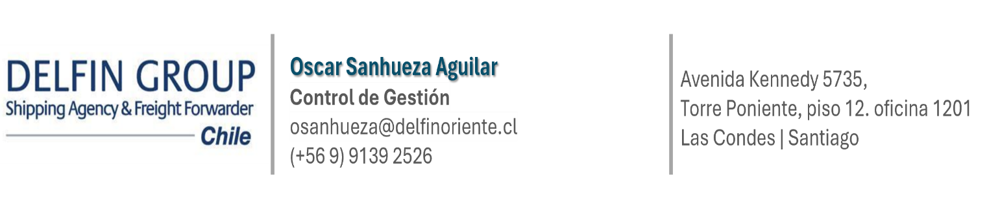 DELFIN GROUP
Shipping Agency & Freight Forwarder
Chile
Oscar Sanhueza Aguilar
Control de Gestión
osanhueza@delfinoriente.cl
(+56 9) 9139 2526
Avenida Kennedy 5735,
Torre Poniente, piso 12. oficina 1201
Las Condes | Santiago